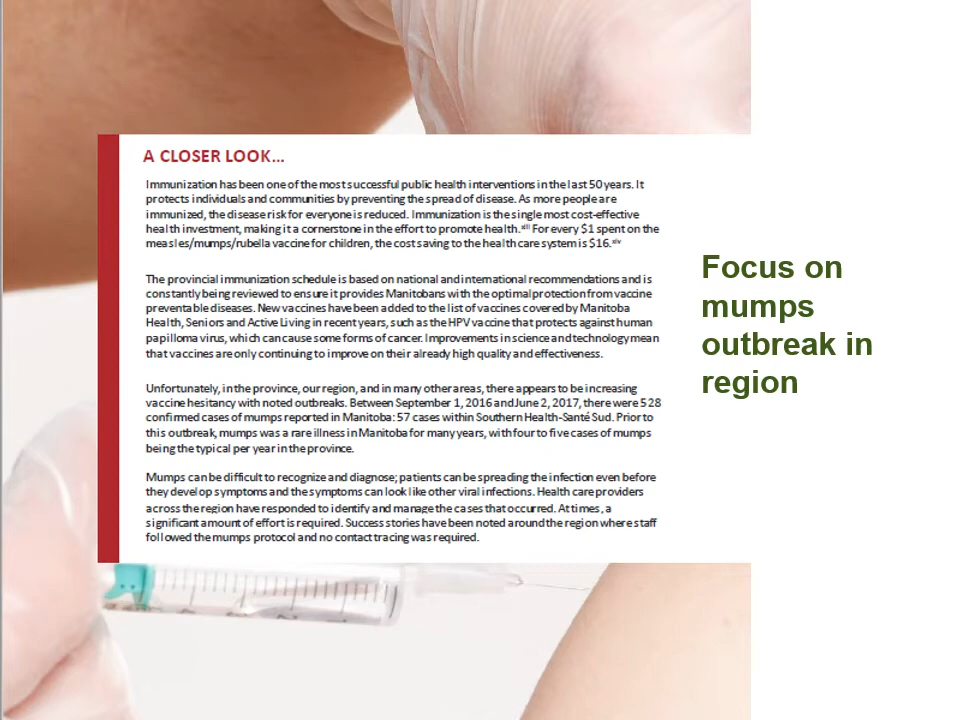 A CLOSER LOOK...
Immunization has been one of the most successful public health interventions in the last 50 years. It
protects individuals and communities by preventing the spread of disease. As more people are
immunized, the disease risk for everyone is reduced. Immunization is the single most cost-effective
health investment, making it a cornerstone in the effort to promote health.ˣⁱⁱⁱ For every $1 spent on the
measles/mumps/rubella vaccine for children, the cost saving to the health care system is $16.ˣⁱᵛ
The provincial immunization schedule is based on national and international recommendations and is
constantly being reviewed to ensure it provides Manitobans with the optimal protection from vaccine
preventable diseases. New vaccines have been added to the list of vaccines covered by Manitoba
Health, Seniors and Active Living in recent years, such as the HPV vaccine that protects against human
papilloma virus, which can cause some forms of cancer. Improvements in science and technology mean
that vaccines are only continuing to improve on their already high quality and effectiveness.
Unfortunately, in the province, our region, and in many other areas, there appears to be increasing
vaccine hesitancy with noted outbreaks. Between September 1, 2016 and June 2, 2017, there were 528
confirmed cases of mumps reported in Manitoba: 57 cases within Southern Health-Santé Sud. Prior to
this outbreak, mumps was a rare illness in Manitoba for many years, with four to five cases of mumps
being the typical per year in the province.
Mumps can be difficult to recognize and diagnose; patients can be spreading the infection even before
they develop symptoms and the symptoms can look like other viral infections. Health care providers
across the region have responded to identify and manage the cases that occurred. At times, a
significant amount of effort is required. Success stories have been noted around the region where staff
followed the mumps protocol and no contact tracing was required.
Focus on
mumps
outbreak in
region